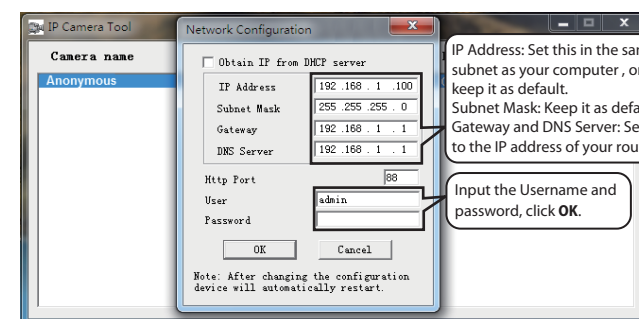 IP Camera Tool
Network Configuration
Camera name
Anonymous
Obtain IP from DHCP server
IP Address 192 .168 . 1 .100
Subnet Mask 255 .255 .255 . 0
Gateway 192 .168 . 1 . 1
DNS Server 192 .168 . 1 . 1
Http Port 88
User admin
Password
OK Cancel
Note: After changing the configuration
device will automatically restart.
IP Address: Set this in the
subnet as your computer ,
keep it as default.
Subnet Mask: Keep it as
Gateway and DNS Server:
to the IP address of your
Input the Username and
password, click OK.